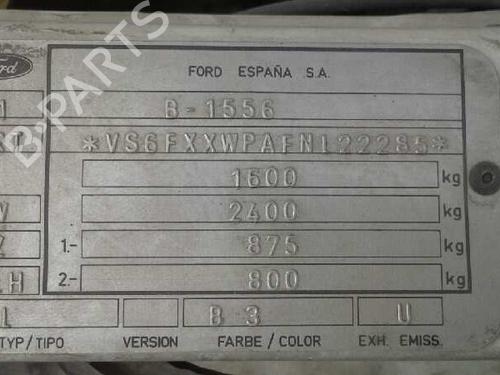 Ford
FORD ESPAÑA S.A.
B-1556
*VS6FXXWPAFN122285*
1600 kg
2400 kg
1.- 875 kg
2.- 800 kg
L B 3 U
TYP/TIPO VERSION FARBE/COLOR EXH. EMISS.
B-PARTS